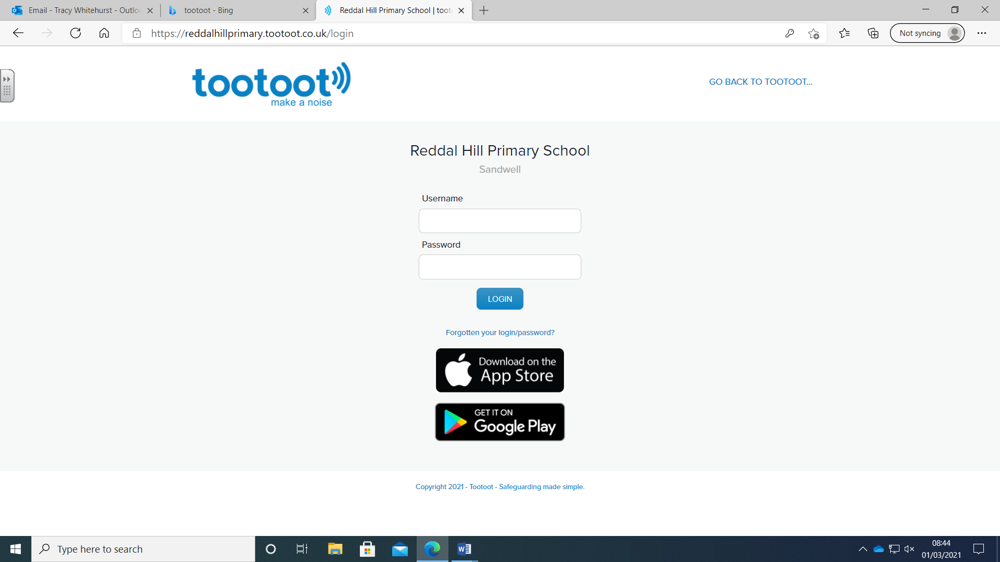 Email - Tracy Whitehurst - Outlo
tootoot - Bing
Reddal Hill Primary School | toot
https://reddalhillprimary.tootoot.co.uk/login
Not syncing
tootoot
make a noise
GO BACK TO TOOTOOT...
Reddal Hill Primary School
Sandwell
Username
Password
LOGIN
Forgotten your login/password?
Download on the
App Store
GET IT ON
Google Play
Copyright 2021 - Tootoot - Safeguarding made simple.
Type here to search
W
08:44
01/03/2021